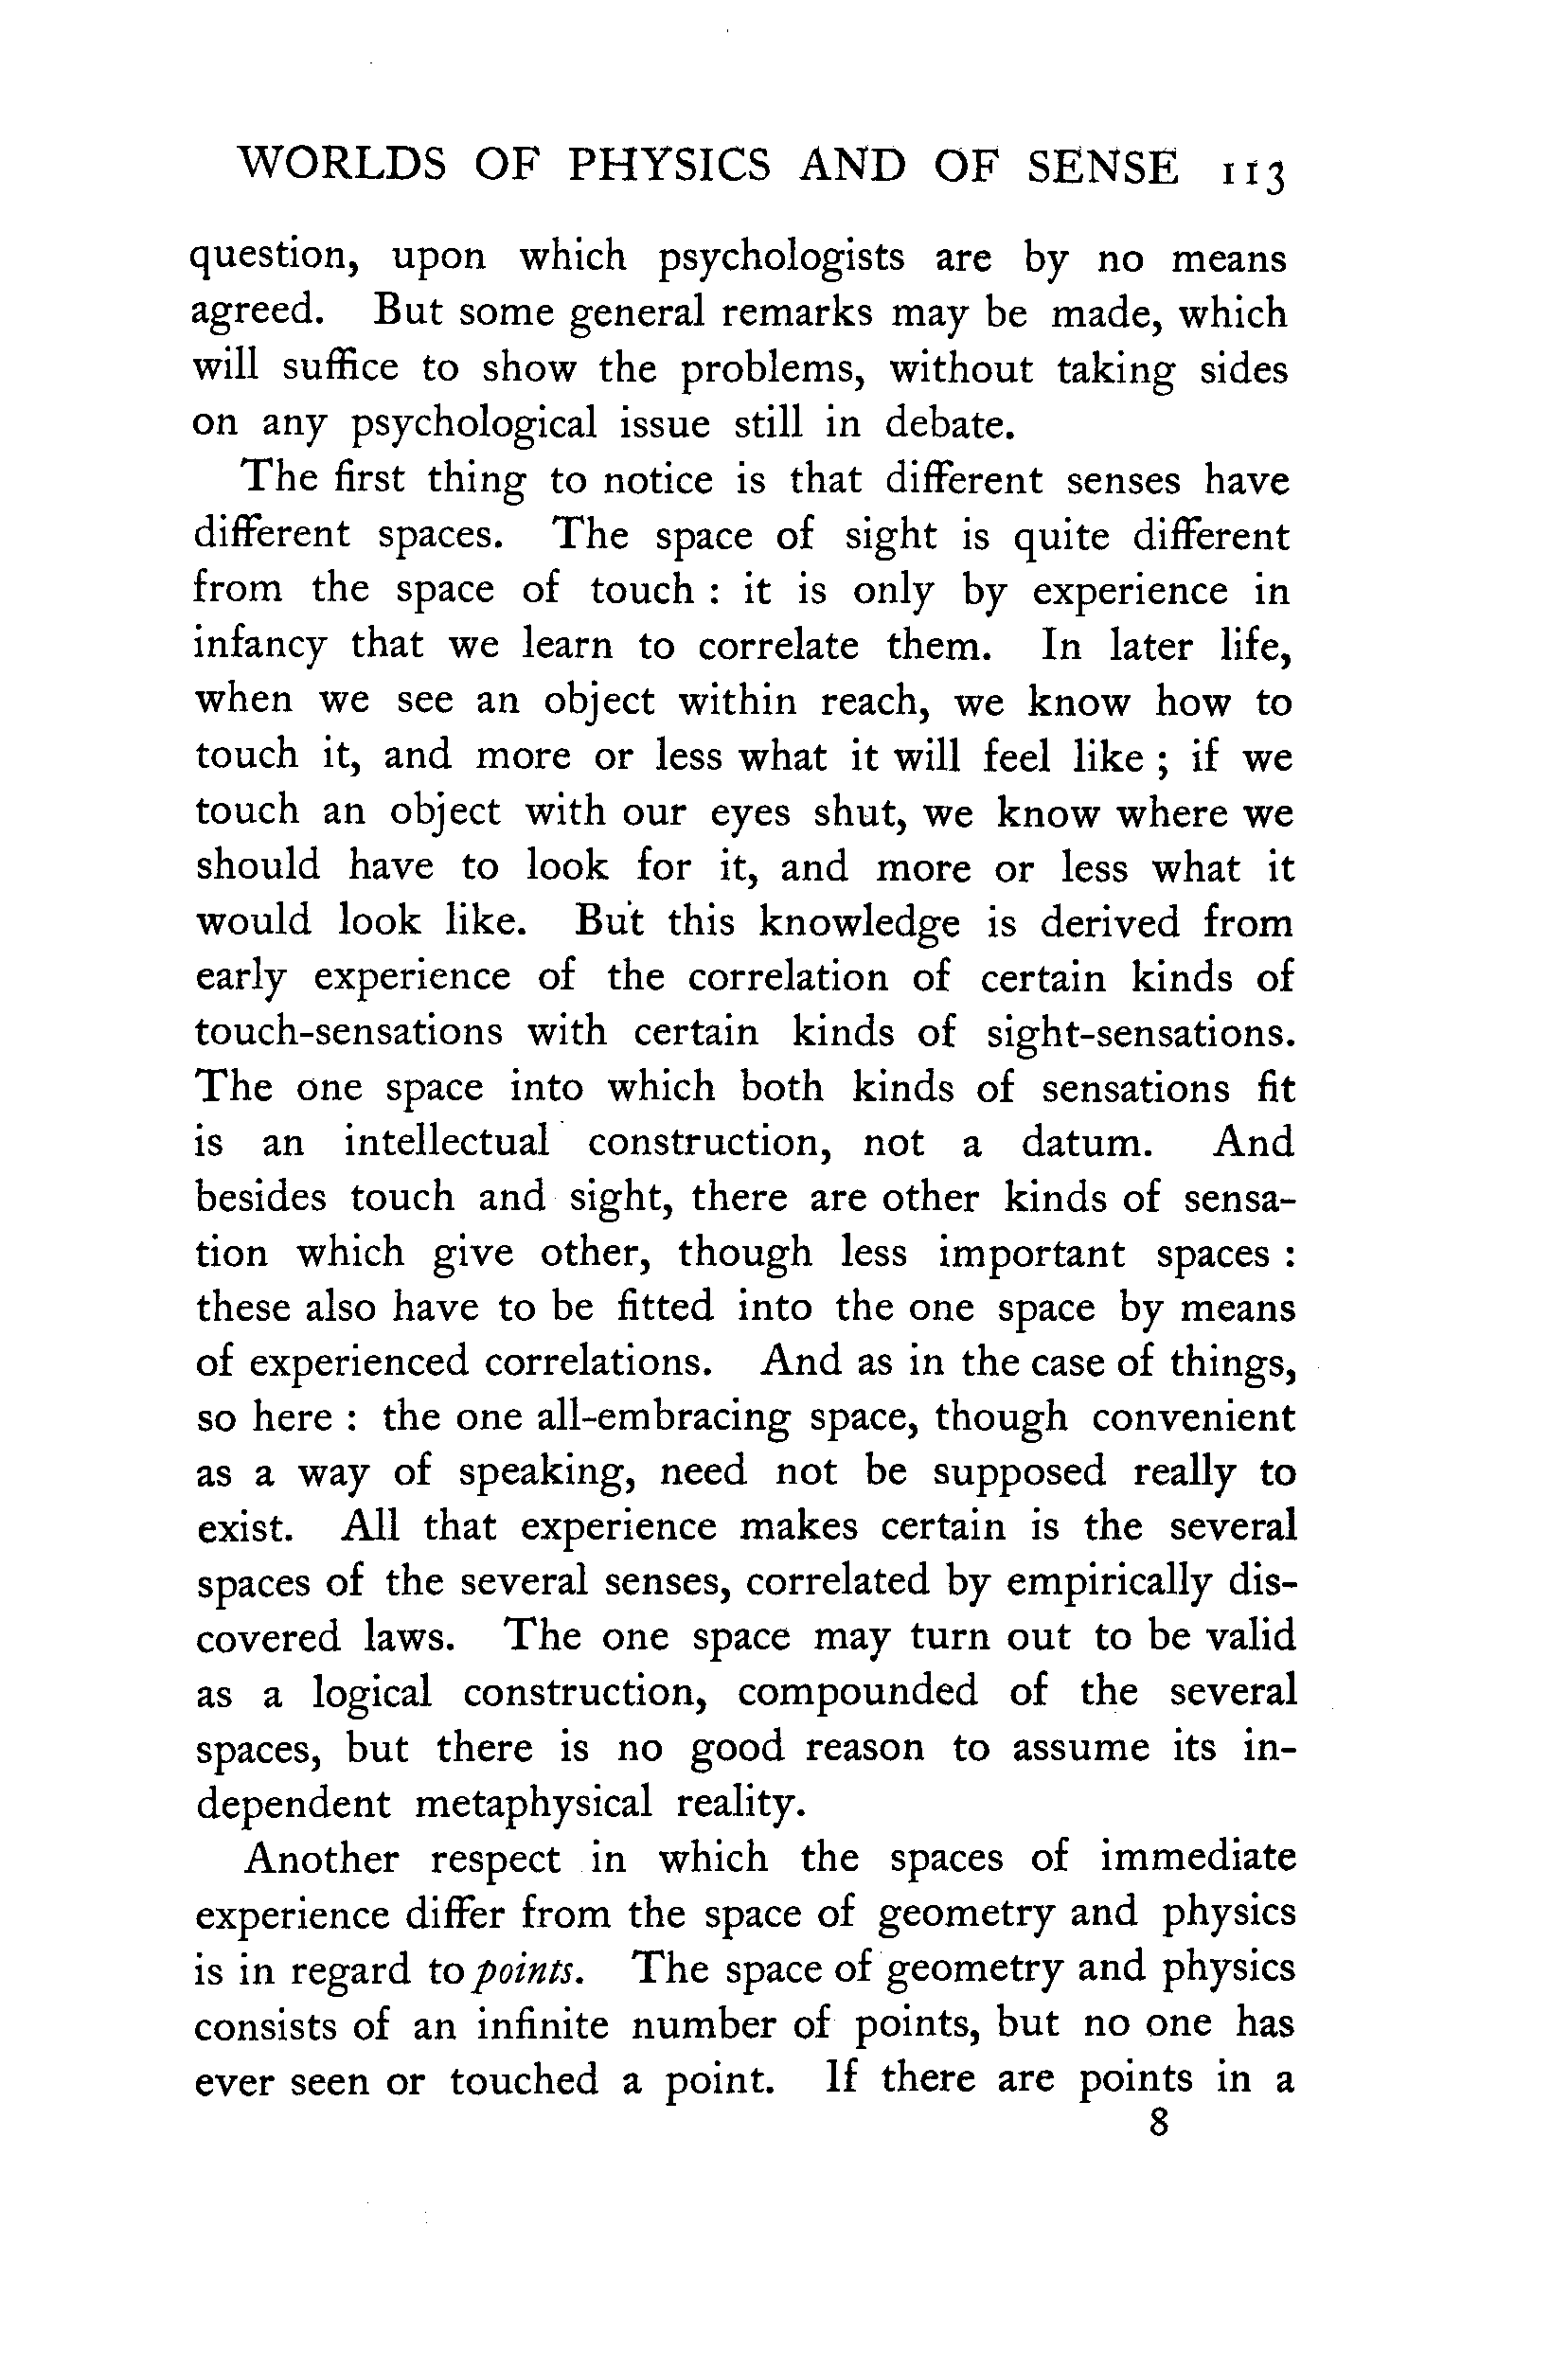 WORLDS OF PHYSICS AND OF SENSE 113
question, upon which psychologists are by no means
agreed. But some general remarks may be made, which
will suffice to show the problems, without taking sides
on any psychological issue still in debate.
The first thing to notice is that different senses have
different spaces. The space of sight is quite different
from the space of touch : it is only by experience in
infancy that we learn to correlate them. In later life,
when we see an object within reach, we know how to
touch it, and more or less what it will feel like ; if we
touch an object with our eyes shut, we know where we
should have to look for it, and more or less what it
would look like. But this knowledge is derived from
early experience of the correlation of certain kinds of
touch-sensations with certain kinds of sight-sensations.
The one space into which both kinds of sensations fit
is an intellectual construction, not a datum. And
besides touch and sight, there are other kinds of sensa-
tion which give other, though less important spaces :
these also have to be fitted into the one space by means
of experienced correlations. And as in the case of things,
so here : the one all-embracing space, though convenient
as a way of speaking, need not be supposed really to
exist. All that experience makes certain is the several
spaces of the several senses, correlated by empirically dis-
covered laws. The one space may turn out to be valid
as a logical construction, compounded of the several
spaces, but there is no good reason to assume its in-
dependent metaphysical reality.
Another respect in which the spaces of immediate
experience differ from the space of geometry and physics
is in regard to points. The space of geometry and physics
consists of an infinite number of points, but no one has
ever seen or touched a point. If there are points in a
8